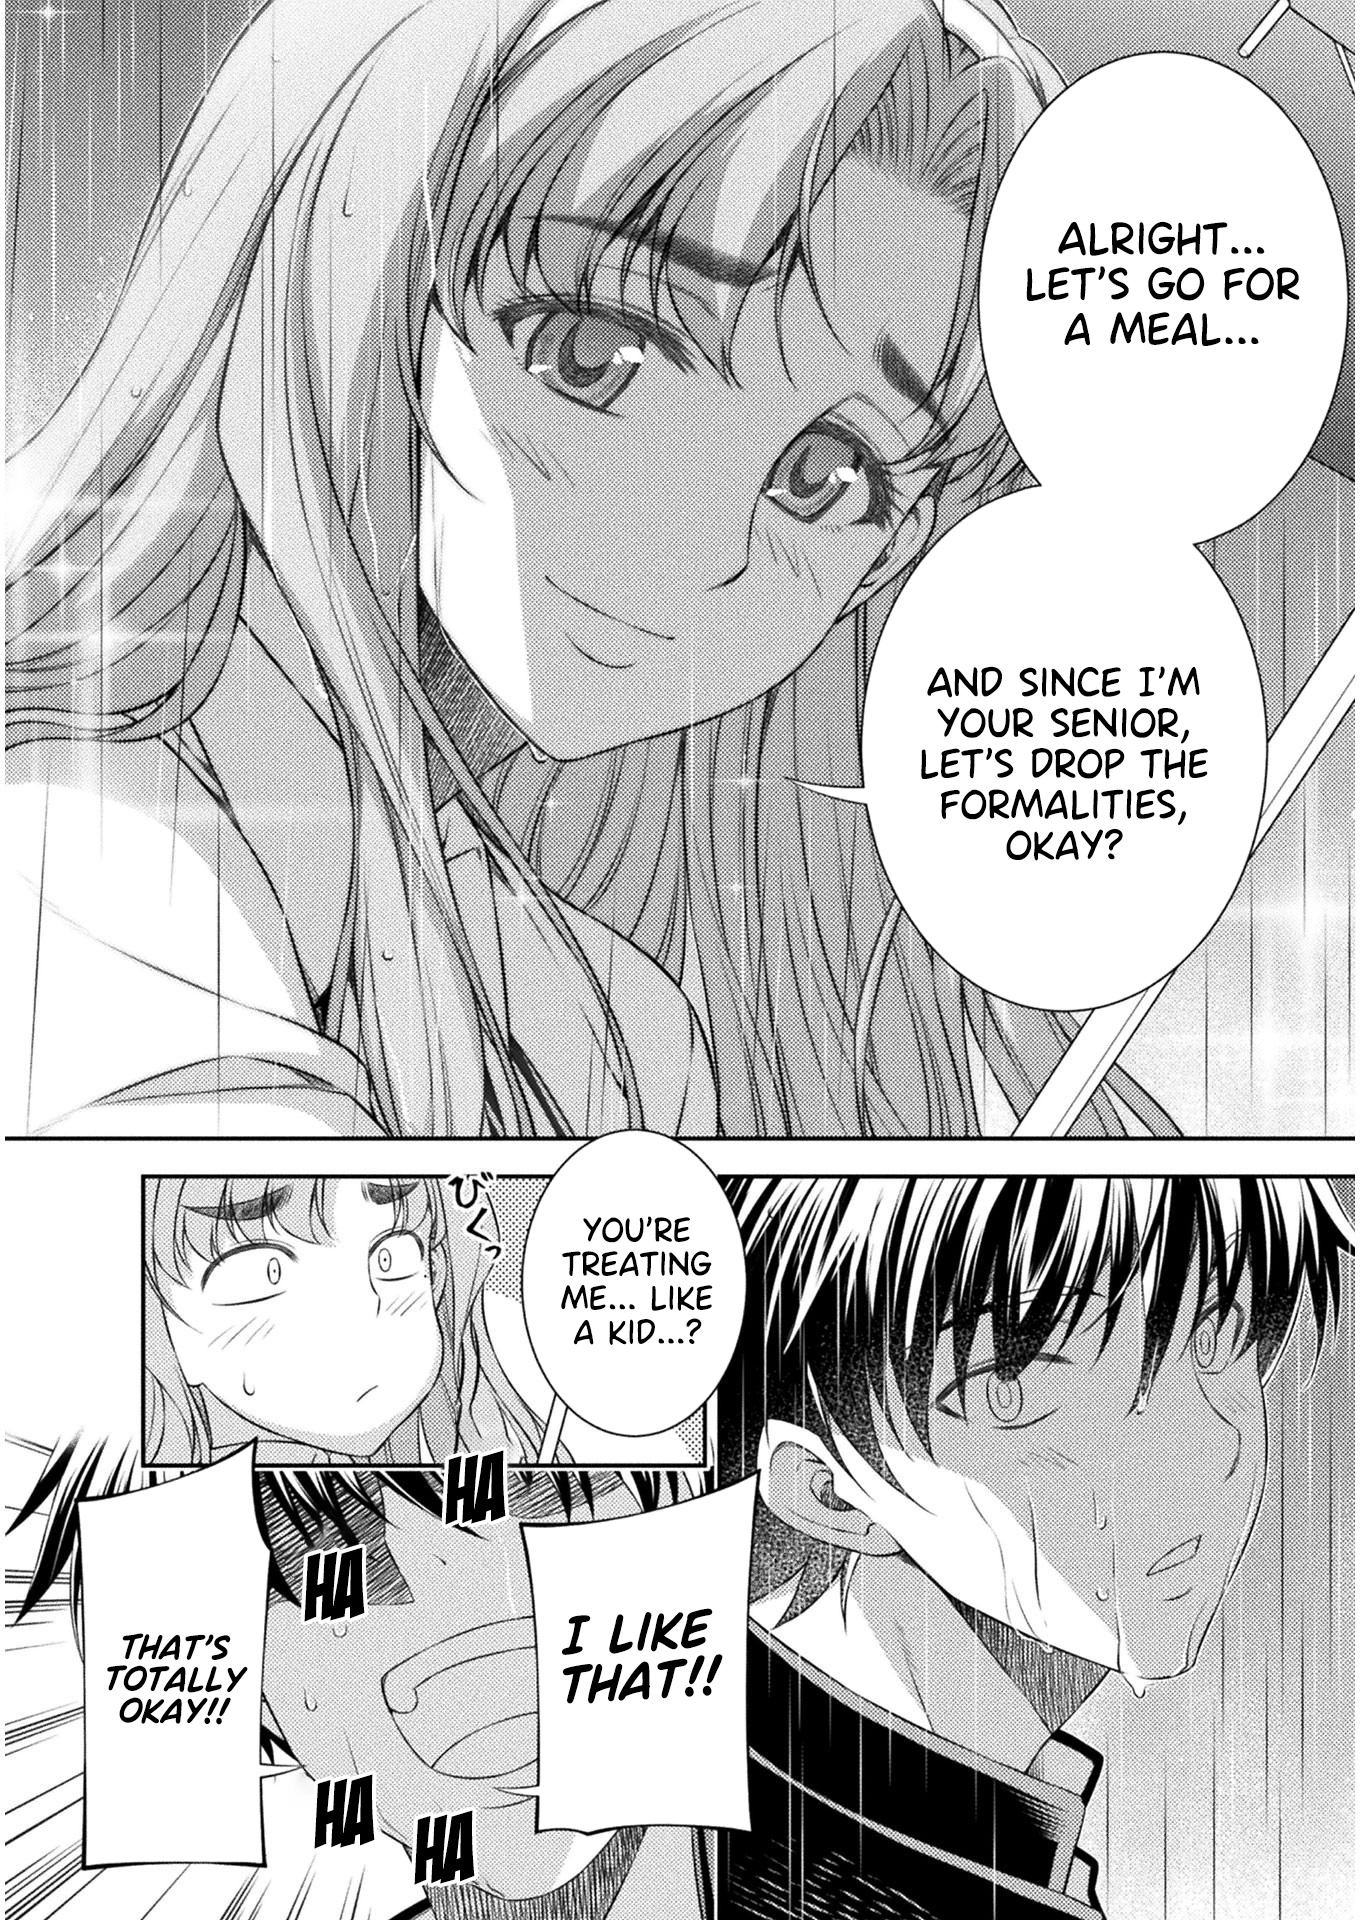 ALRIGHT...
LET'S GO FOR
A MEAL...
AND SINCE I'M
YOUR SENIOR,
LET'S DROP THE
FORMALITIES,
OKAY?
YOU'RE
TREATING
ME... LIKE
A KID...?
びくっ
I LIKE
THAT!!
HA
HA
HA
HA
THAT'S
TOTALLY
OKAY!!